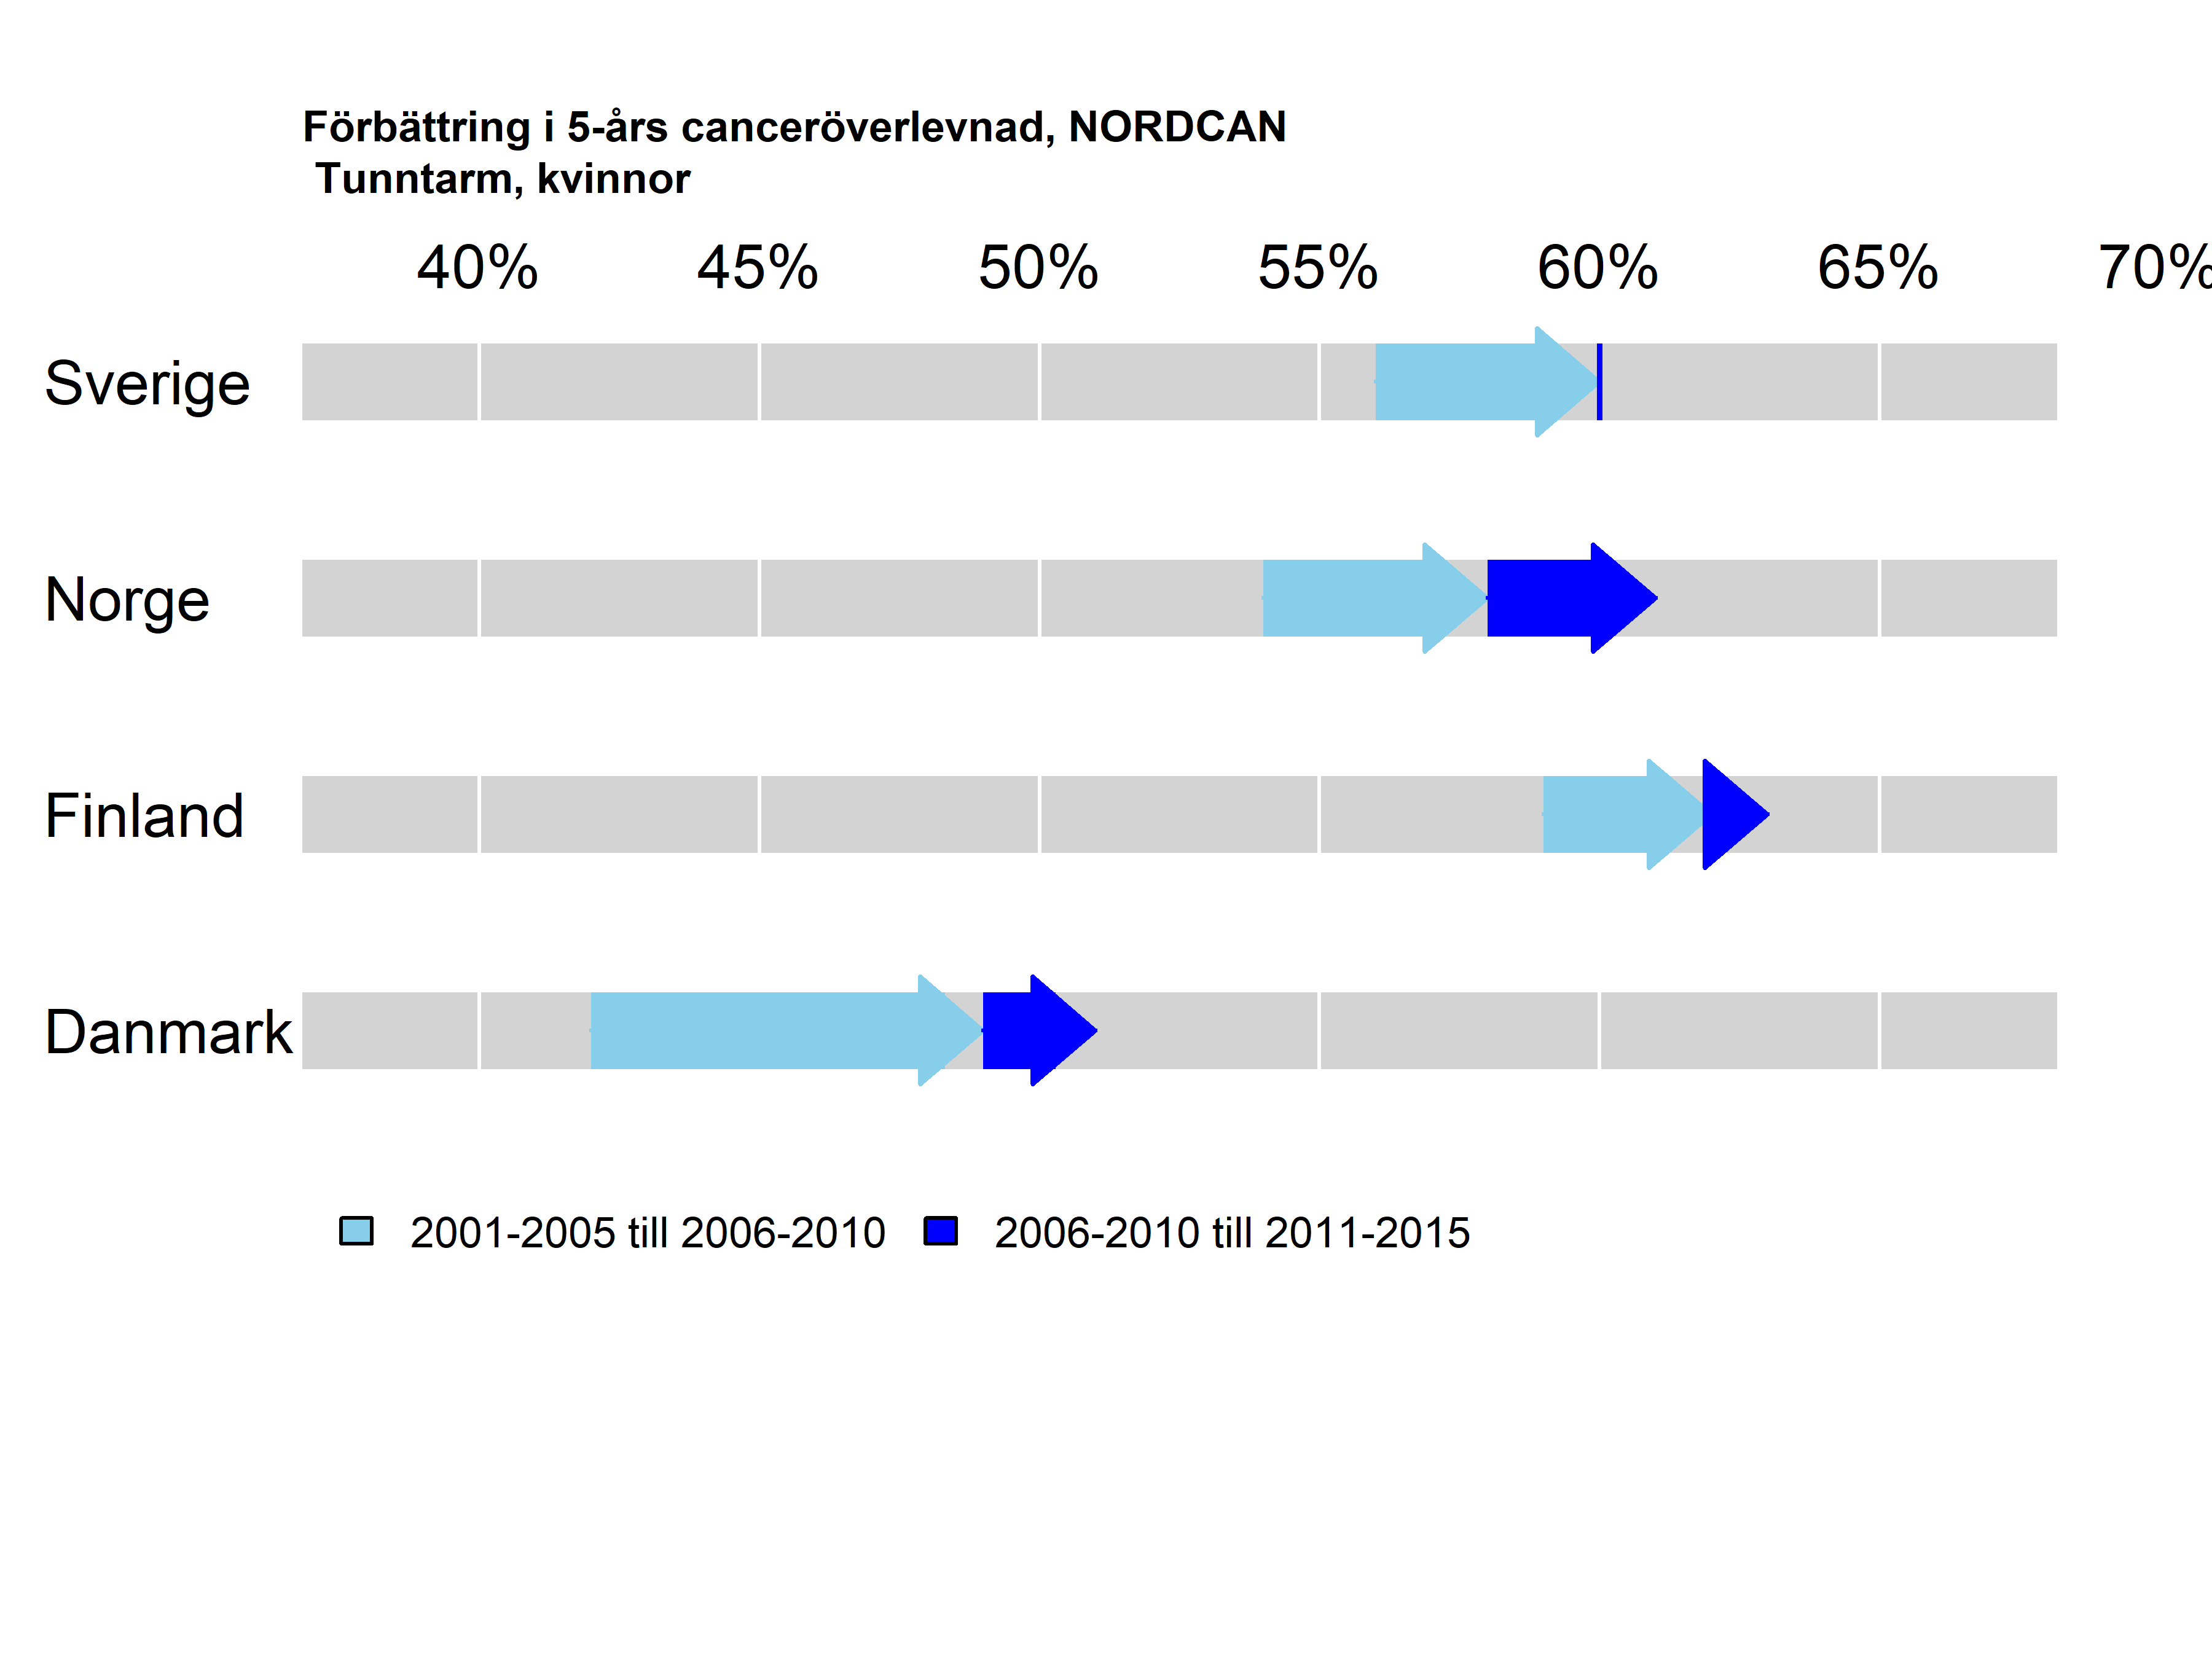 Förbättring i 5-års canceröverlevnad, NORDCAN
Tunntarm, kvinnor
40% 45% 50% 55% 60% 65% 70%
Sverige
Norge
Finland
Danmark
2001-2005 till 2006-2010 2006-2010 till 2011-2015